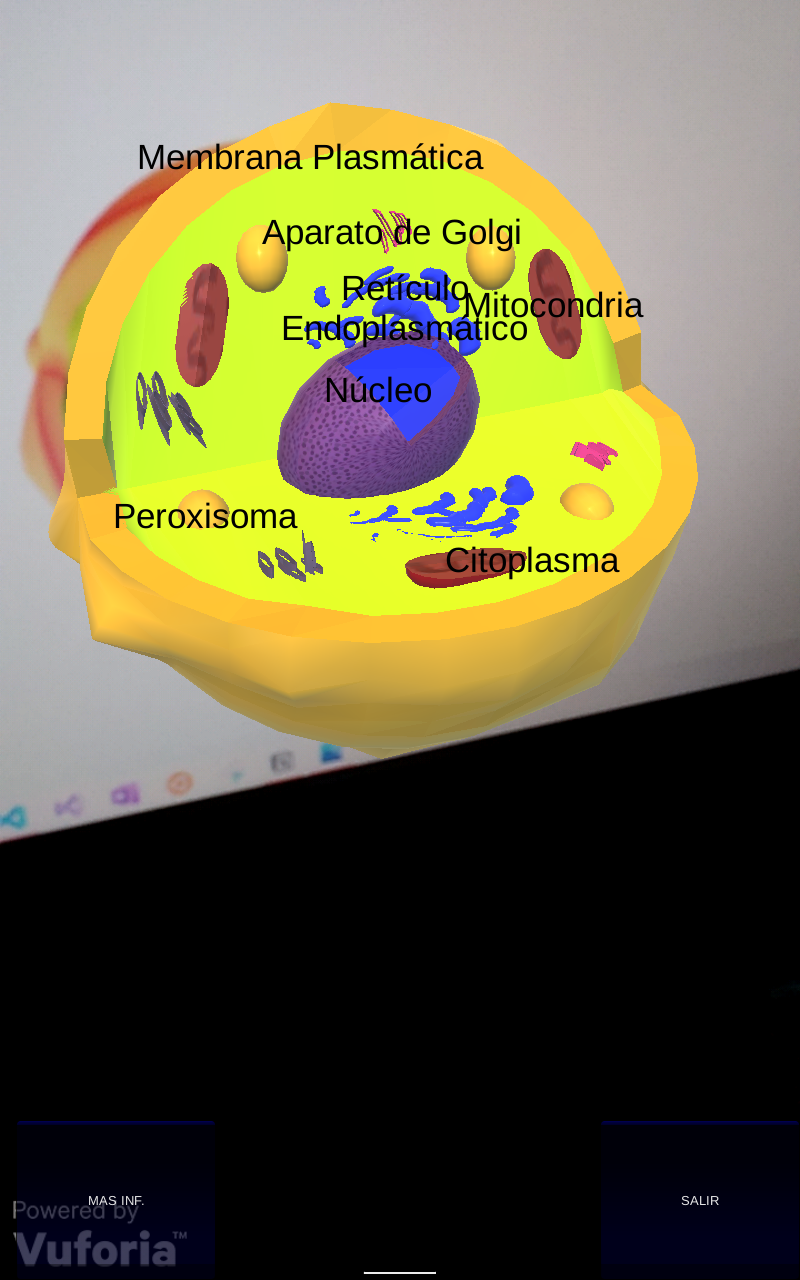 Membrana Plasmática
Aparato de Golgi
Retículo
Endoplasmático
Mitocondria
Núcleo
Peroxisoma
Citoplasma
MAS INF.
SALIR
Powered by
Vuforia™